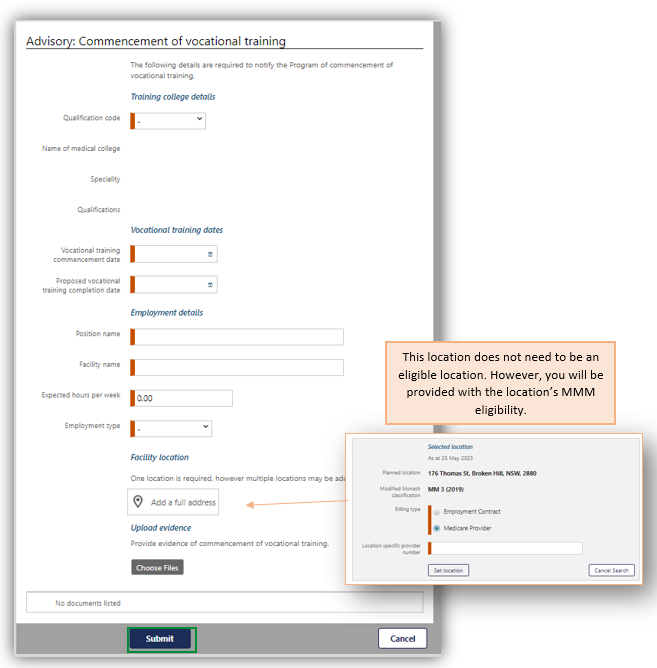 Advisory: Commencement of vocational training
The following details are required to notify the Program of commencement of
vocational training.
Training college details
Qualification code
-
Name of medical college
Speciality
Qualifications
Vocational training dates
Vocational training
commencement date
Proposed vocational
training completion date
Employment details
Position name
Facility name
Expected hours per week
0.00
Employment type
-
Facility location
One location is required, however multiple locations may be
Add a full address
Upload evidence
Provide evidence of commencement of vocational training.
Choose Files
No documents listed
Submit
Cancel
This location does not need to be an
eligible location. However, you will be
provided with the location’s MMM
eligibility.
Selected location
As at 25 May 2023
Planned location
176 Thomas St, Broken Hill, NSW, 2880
Modified Monash
classification
MM 3 (2019)
Billing type
Employment Contract
Medicare Provider
Location specific provider
number
Set location
Cancel Search